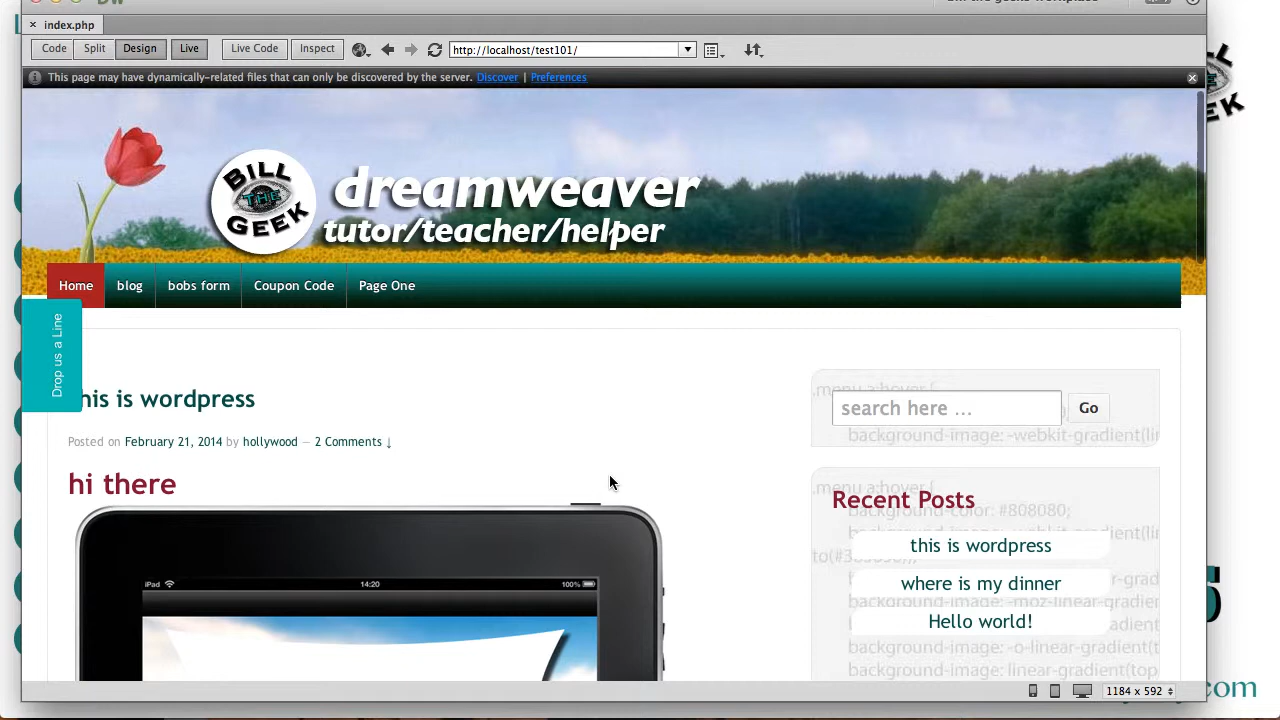 index.php
Code Split Design Live Live Code Inspect http://localhost/test101/
This page may have dynamically-related files that can only be discovered by the server. Discover | Preferences
BILL
THE
GEEK
dreamweaver
tutor/teacher/helper
Home blog bobs form Coupon Code Page One
Drop us a Line
his is wordpress
Posted on February 21, 2014 by hollywood — 2 Comments ↓
hi there
iPad 14:20 100%
.menu a:hover {
search here ... Go
background-image: -webkit-gradient(lin
.menu a:hover {
Recent Posts
background-color: #808080;
this is wordpress
where is my dinner
r-grad
background-image: -moz-linear-gradient(
Hello world!
adient(
background-image: -o-linear-gradient(t
background-image: linear-gradient(top
1184 x 592
.com